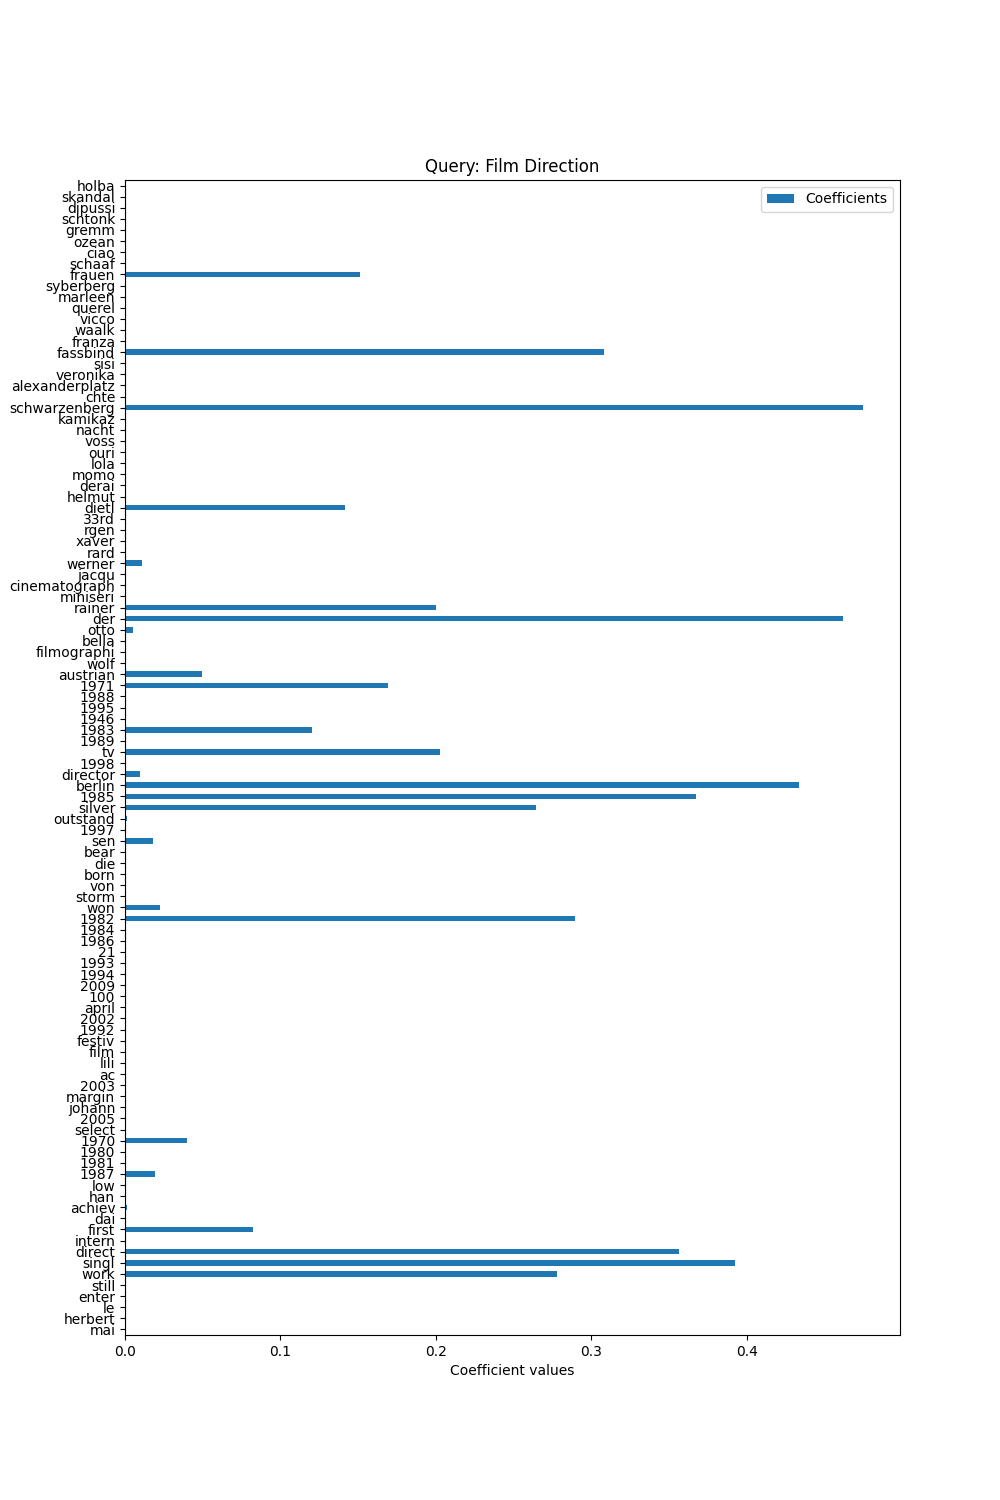 Query: Film Direction
Coefficients
holba
skandal
dipussi
schtonk
gremm
ozean
ciao
schaaf
frauen
syberberg
marleen
querel
vicco
waalk
franza
fassbind
sisi
veronika
alexanderplatz
chte
schwarzenberg
kamikaz
nacht
voss
ouri
lola
momo
derai
helmut
dietl
33rd
rgen
xaver
rard
werner
jacqu
cinematograph
miniseri
rainer
der
otto
bella
filmographi
wolf
austrian
1971
1988
1995
1946
1983
1989
tv
1998
director
berlin
1985
silver
outstand
1997
sen
bear
die
born
von
storm
won
1982
1984
1986
21
1993
1994
2009
100
april
2002
1992
festiv
film
lili
ac
2003
margin
johann
2005
select
1970
1980
1981
1987
low
han
achiev
dai
first
intern
direct
singl
work
still
enter
le
herbert
mai
0.0 0.1 0.2 0.3 0.4
Coefficient values